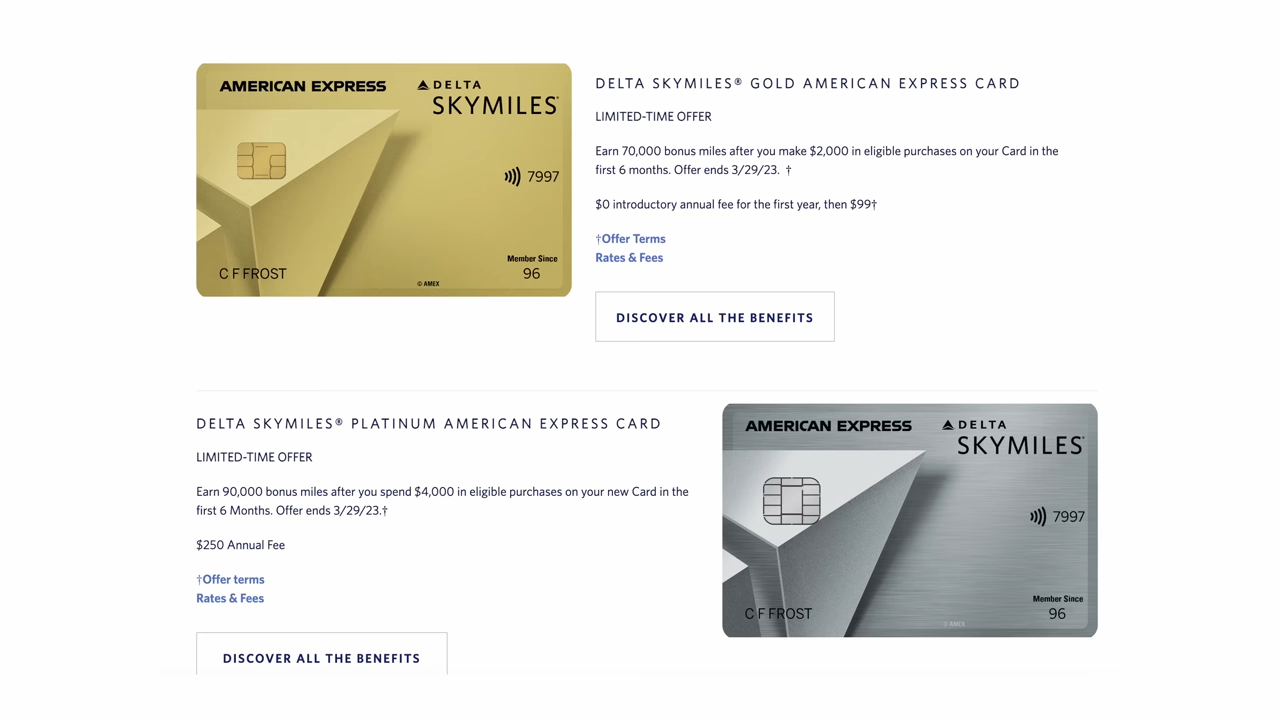 AMERICAN EXPRESS
DELTA
SKYMILES®
7997
Member Since
96
C F FROST
© AMEX
DELTA SKYMILES® GOLD AMERICAN EXPRESS CARD
LIMITED-TIME OFFER
Earn 70,000 bonus miles after you make $2,000 in eligible purchases on your Card in the
first 6 months. Offer ends 3/29/23. †
$0 introductory annual fee for the first year, then $99†
†Offer Terms
Rates & Fees
DISCOVER ALL THE BENEFITS
DELTA SKYMILES® PLATINUM AMERICAN EXPRESS CARD
LIMITED-TIME OFFER
Earn 90,000 bonus miles after you spend $4,000 in eligible purchases on your new Card in the
first 6 Months. Offer ends 3/29/23.†
$250 Annual Fee
†Offer terms
Rates & Fees
DISCOVER ALL THE BENEFITS
AMERICAN EXPRESS
DELTA
SKYMILES®
7997
Member Since
96
C F FROST
© AMEX